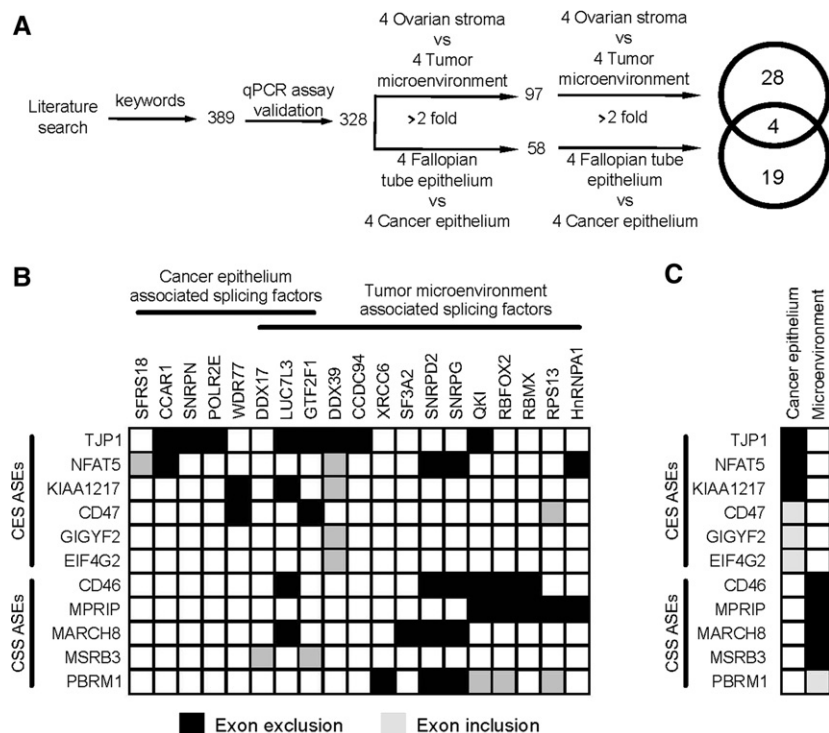 A
Literature
search
keywords
389
qPCR assay
validation
328
4 Ovarian stroma
vs
4 Tumor
microenvironment
>2 fold
4 Fallopian
tube epithelium
vs
4 Cancer epithelium
97
58
4 Ovarian stroma
vs
4 Tumor
microenvironment
>2 fold
4 Fallopian tube
epithelium
vs
4 Cancer epithelium
28
4
19
B
Cancer epithelium
associated splicing factors
Tumor microenvironment
associated splicing factors
SFRS18
CCAR1
SNRPN
POLR2E
WDR77
DDX17
LUC7L3
GTF2F1
DDX39
CCDC94
XRCC6
SF3A2
SNRPD2
SNRPG
QKI
RBFOX2
RBMX
RPS13
HnRNPA1
CES ASEs
TJP1
NFAT5
KIAA1217
CD47
GIGYF2
EIF4G2
CSS ASEs
CD46
MPRIP
MARCH8
MSRB3
PBRM1
Exon exclusion
Exon inclusion
C
Cancer epithelium
Microenvironment
CES ASEs
TJP1
NFAT5
KIAA1217
CD47
GIGYF2
EIF4G2
CSS ASEs
CD46
MPRIP
MARCH8
MSRB3
PBRM1